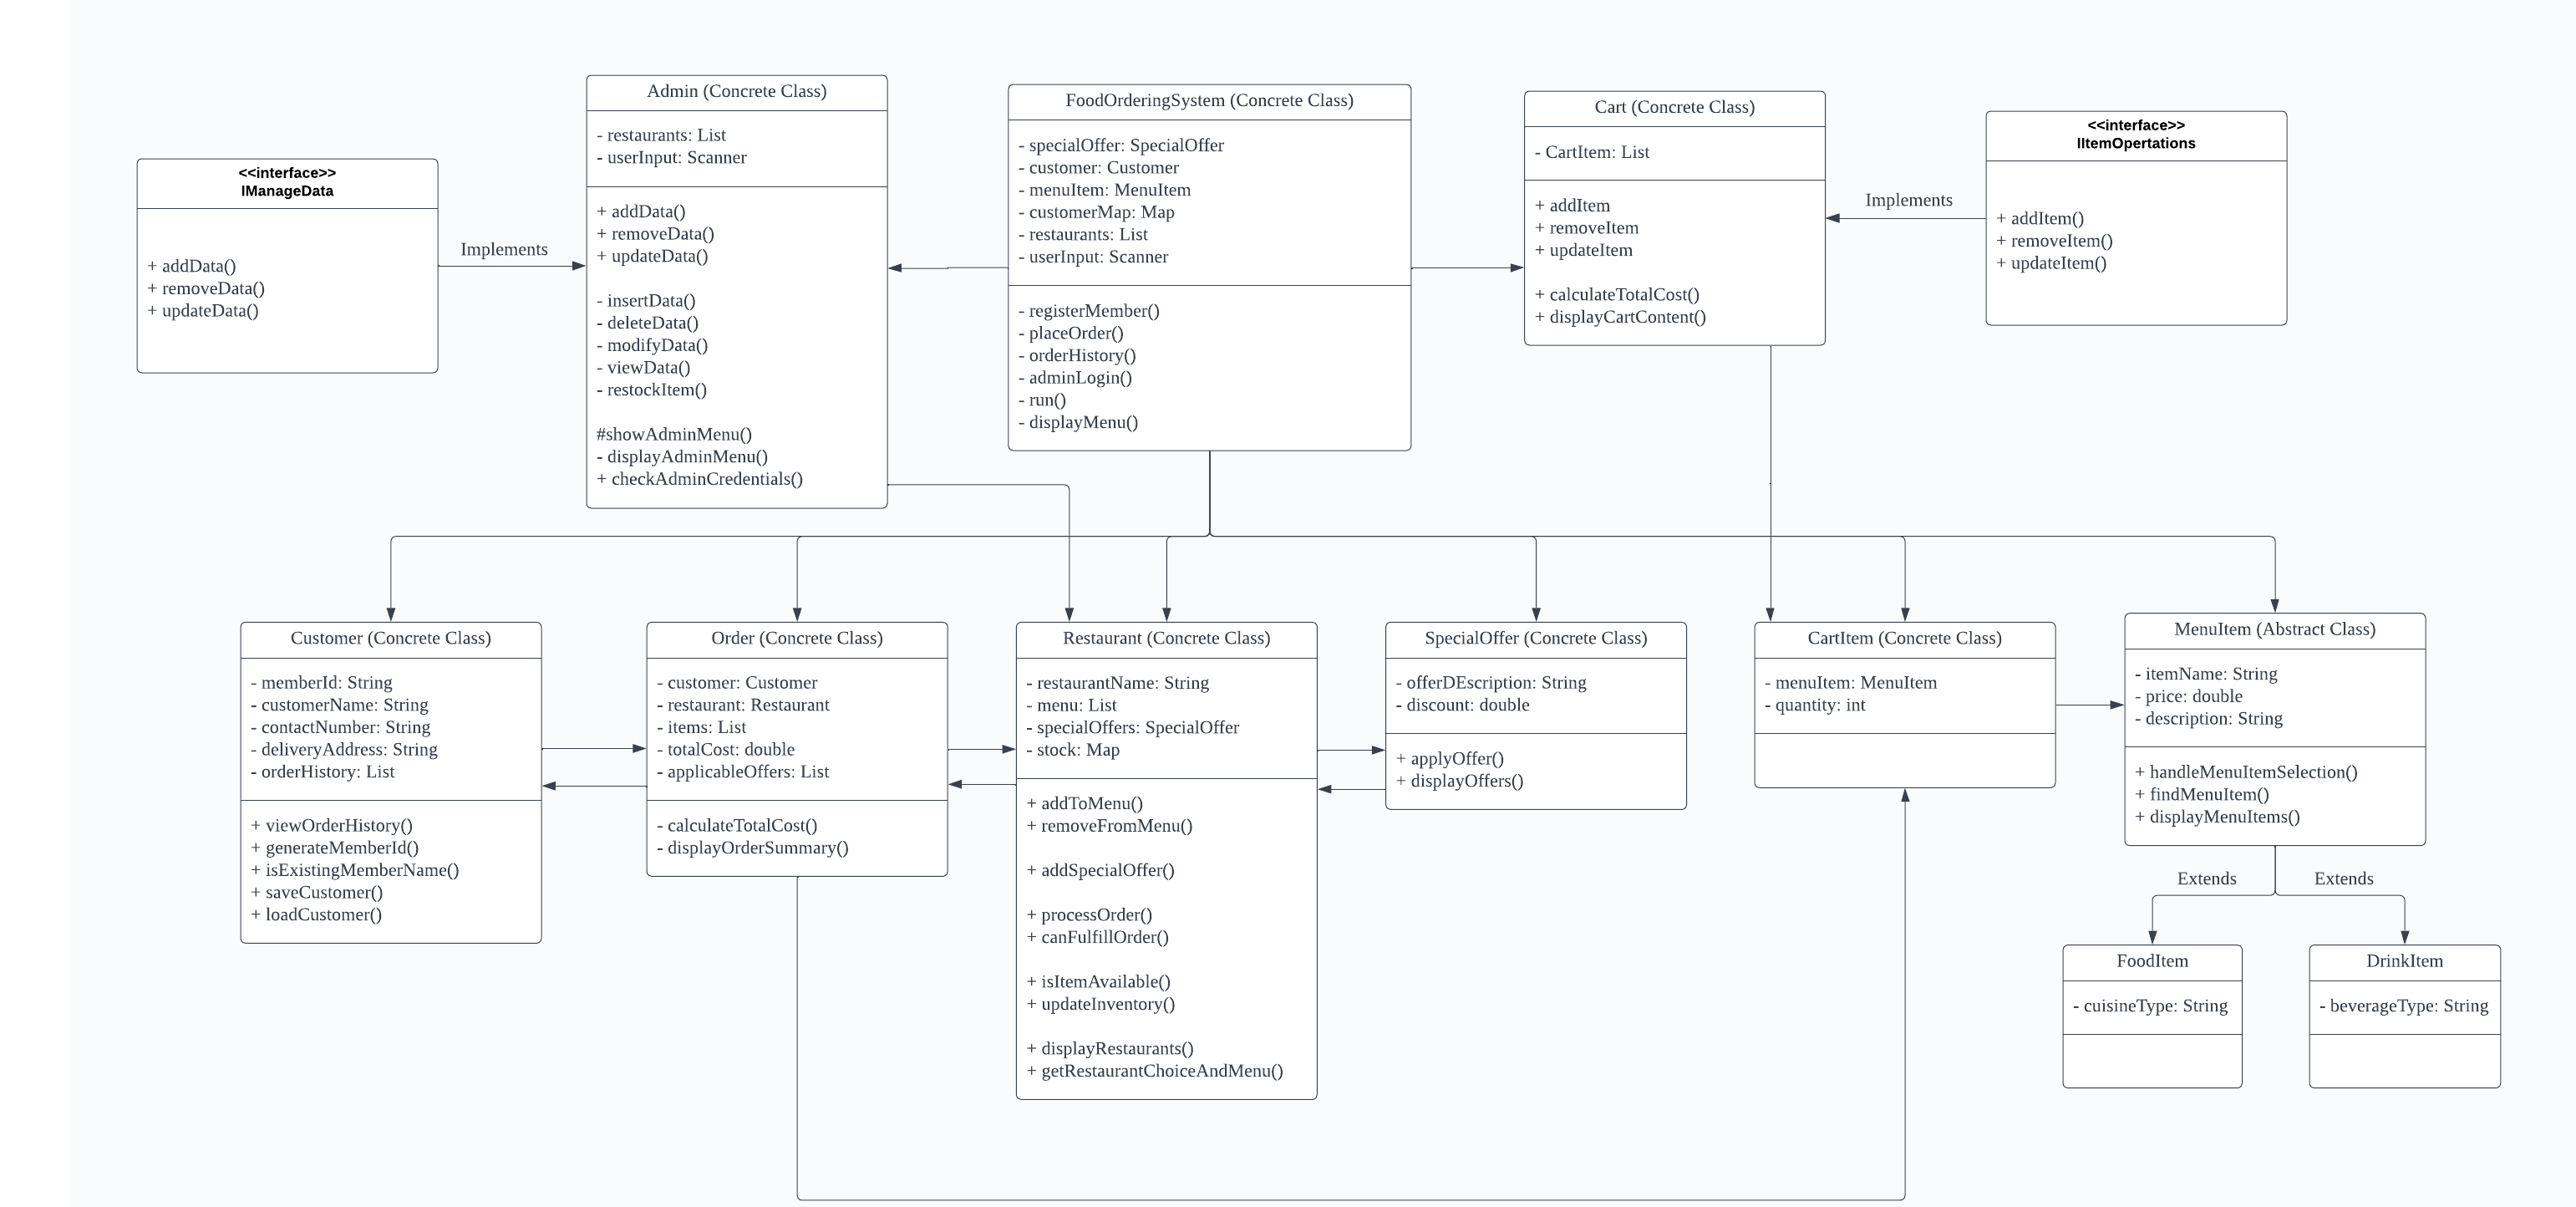 Admin (Concrete Class)
- restaurants: List
- userInput: Scanner
+ addData()
+ removeData()
+ updateData()
- insertData()
- deleteData()
- modifyData()
- viewData()
- restockItem()
#showAdminMenu()
- displayAdminMenu()
+ checkAdminCredentials()
FoodOrderingSystem (Concrete Class)
- specialOffer: SpecialOffer
- customer: Customer
- menuItem: MenuItem
- customerMap: Map
- restaurants: List
- userInput: Scanner
- registerMember()
- placeOrder()
- orderHistory()
- adminLogin()
- run()
- displayMenu()
Cart (Concrete Class)
- CartItem: List
+ addItem
+ removeItem
+ updateItem
+ calculateTotalCost()
+ displayCartContent()
<<interface>>
IItemOpertations
+ addItem()
+ removeItem()
+ updateItem()
Implements
<<interface>>
IManageData
+ addData()
+ removeData()
+ updateData()
Implements
Customer (Concrete Class)
- memberId: String
- customerName: String
- contactNumber: String
- deliveryAddress: String
- orderHistory: List
+ viewOrderHistory()
+ generateMemberId()
+ isExistingMemberName()
+ saveCustomer()
+ loadCustomer()
Order (Concrete Class)
- customer: Customer
- restaurant: Restaurant
- items: List
- totalCost: double
- applicableOffers: List
- calculateTotalCost()
- displayOrderSummary()
Restaurant (Concrete Class)
- restaurantName: String
- menu: List
- specialOffers: SpecialOffer
- stock: Map
+ addToMenu()
+ removeFromMenu()
+ addSpecialOffer()
+ processOrder()
+ canFulfillOrder()
+ isItemAvailable()
+ updateInventory()
+ displayRestaurants()
+ getRestaurantChoiceAndMenu()
SpecialOffer (Concrete Class)
- offerDEscription: String
- discount: double
+ applyOffer()
+ displayOffers()
CartItem (Concrete Class)
- menuItem: MenuItem
- quantity: int
MenuItem (Abstract Class)
- itemName: String
- price: double
- description: String
+ handleMenuItemSelection()
+ findMenuItem()
+ displayMenuItems()
Extends
Extends
FoodItem
- cuisineType: String
DrinkItem
- beverageType: String